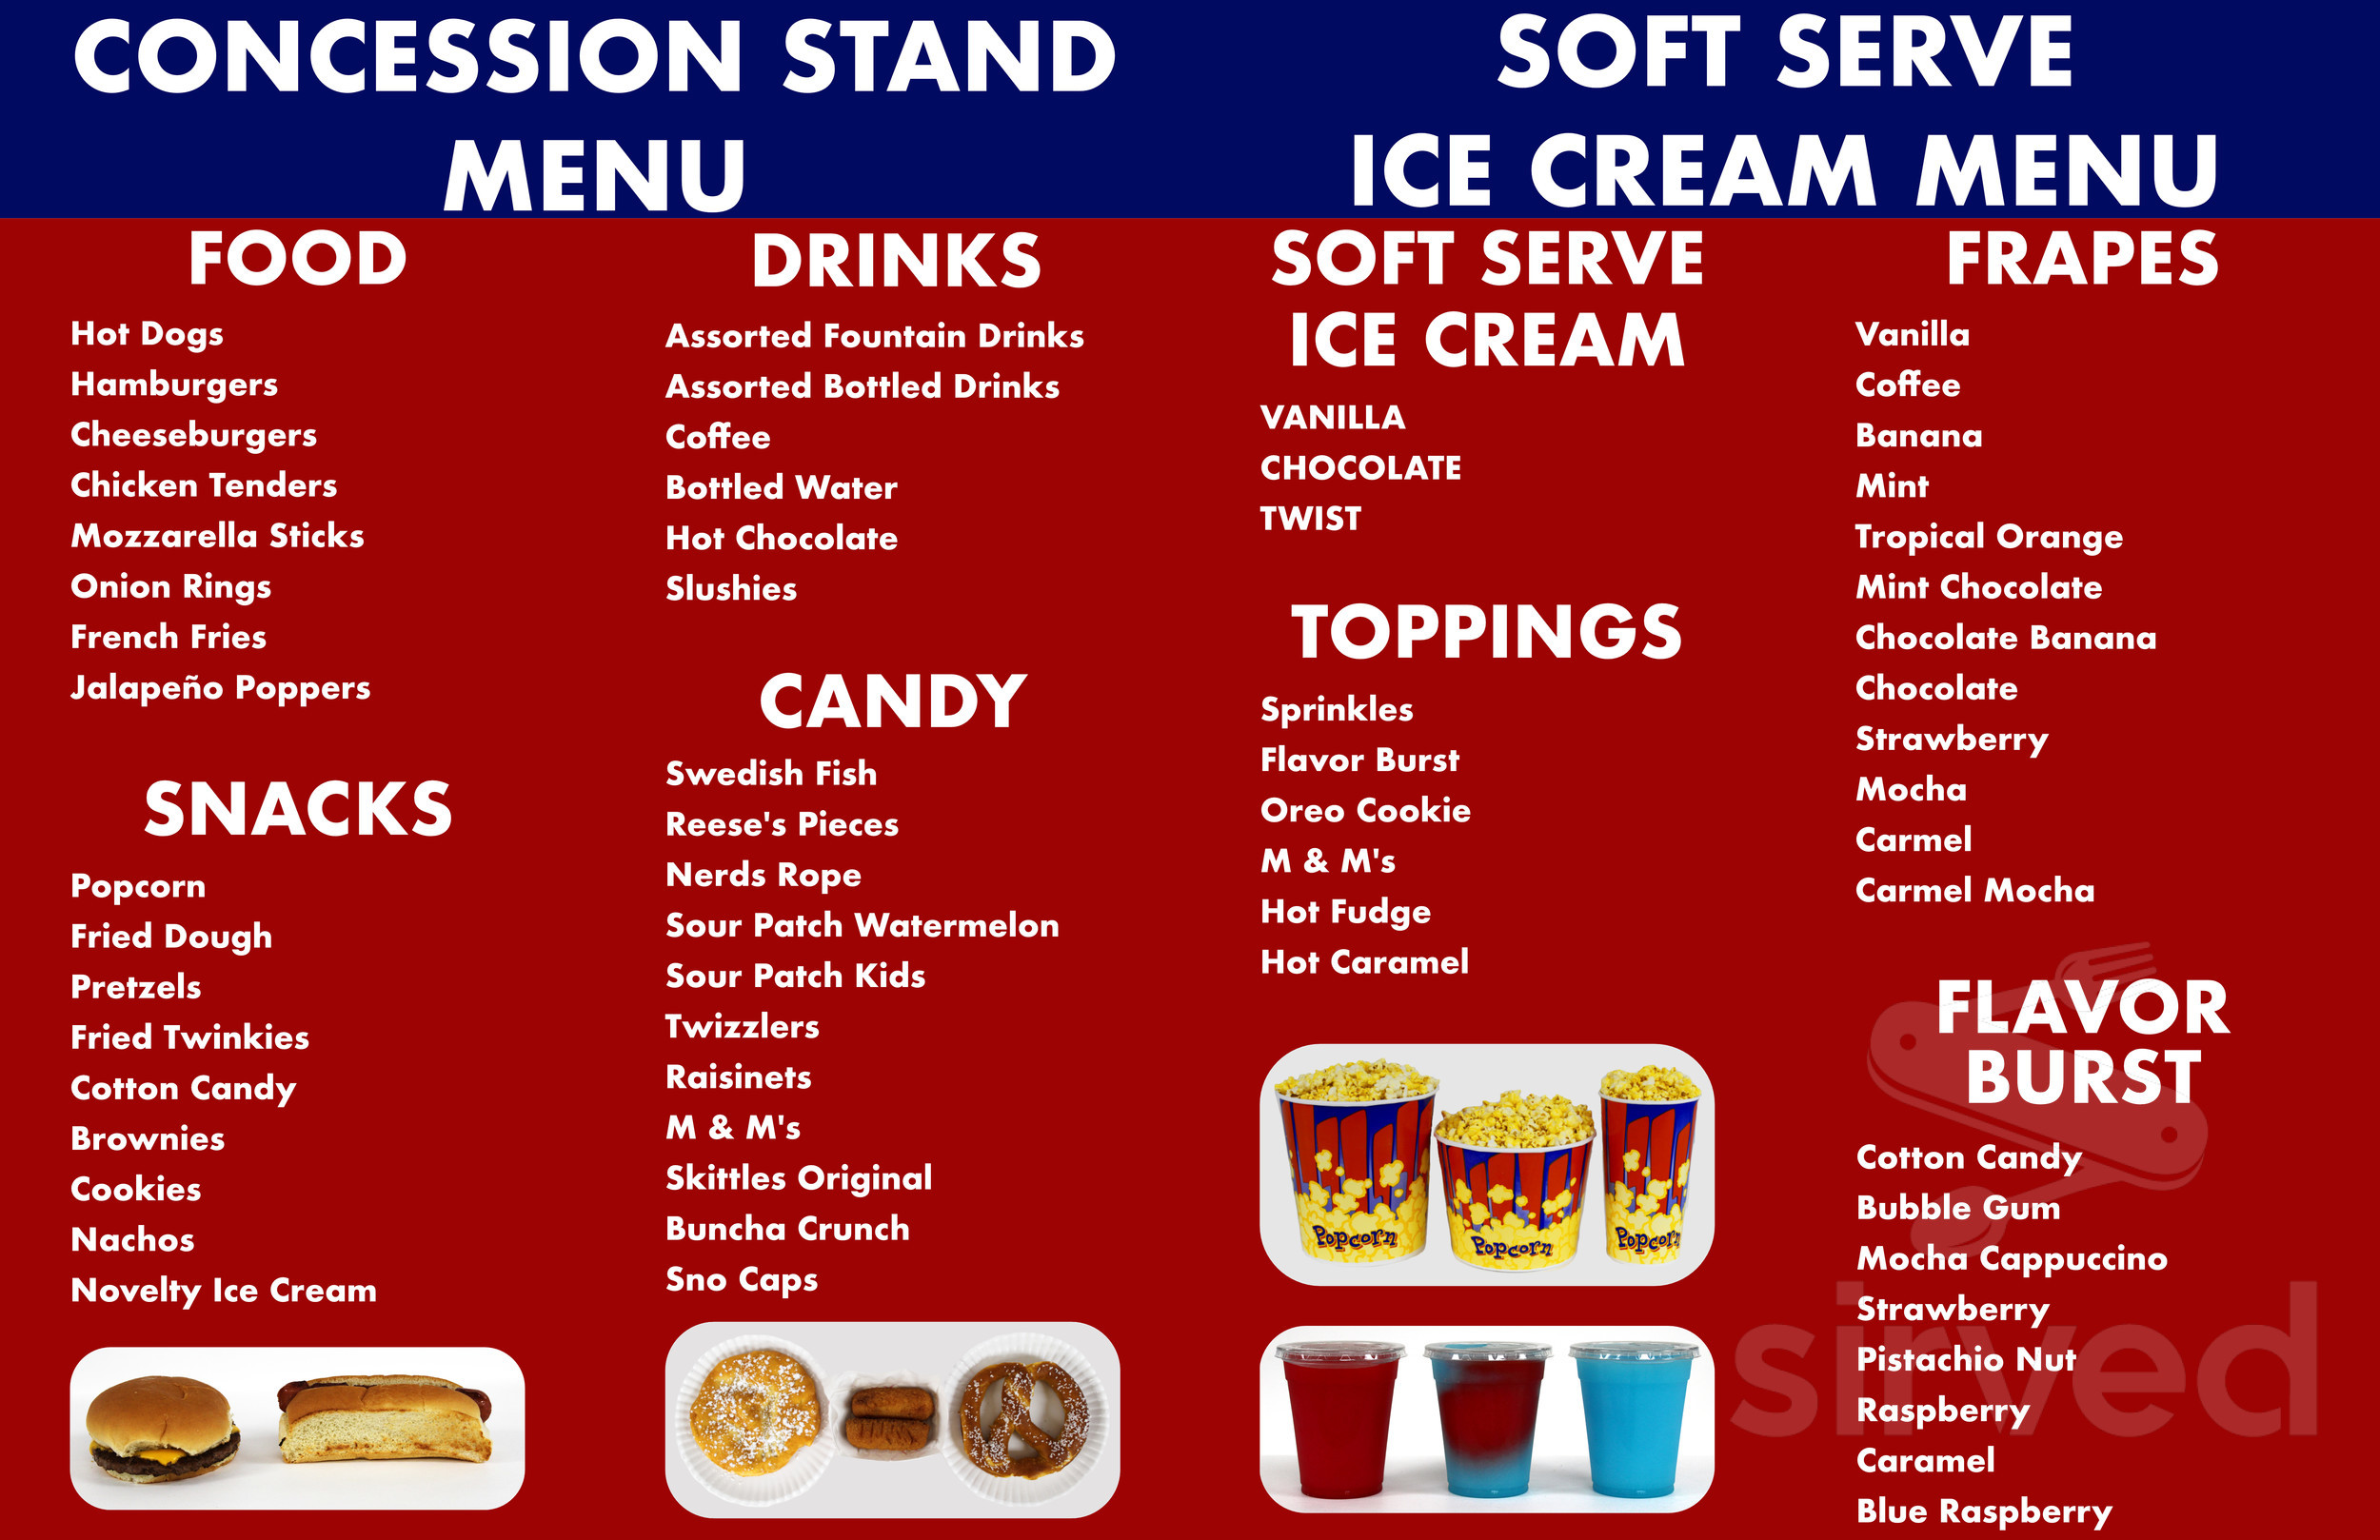 CONCESSION STAND
MENU
FOOD
Hot Dogs
Hamburgers
Cheeseburgers
Chicken Tenders
Mozzarella Sticks
Onion Rings
French Fries
Jalapeño Poppers
SNACKS
Popcorn
Fried Dough
Pretzels
Fried Twinkies
Cotton Candy
Brownies
Cookies
Nachos
Novelty Ice Cream
DRINKS
Assorted Fountain Drinks
Assorted Bottled Drinks
Coffee
Bottled Water
Hot Chocolate
Slushies
CANDY
Swedish Fish
Reese's Pieces
Nerds Rope
Sour Patch Watermelon
Sour Patch Kids
Twizzlers
Raisinets
M & M's
Skittles Original
Buncha Crunch
Sno Caps
SOFT SERVE
ICE CREAM MENU
SOFT SERVE
ICE CREAM
VANILLA
CHOCOLATE
TWIST
TOPPINGS
Sprinkles
Flavor Burst
Oreo Cookie
M & M's
Hot Fudge
Hot Caramel
Popcorn
Popcorn
Popcorn
FRAPES
Vanilla
Coffee
Banana
Mint
Tropical Orange
Mint Chocolate
Chocolate Banana
Chocolate
Strawberry
Mocha
Carmel
Carmel Mocha
FLAVOR
BURST
Cotton Candy
Bubble Gum
Mocha Cappuccino
Strawberry
Pistachio Nut
Raspberry
Caramel
Blue Raspberry
sirved